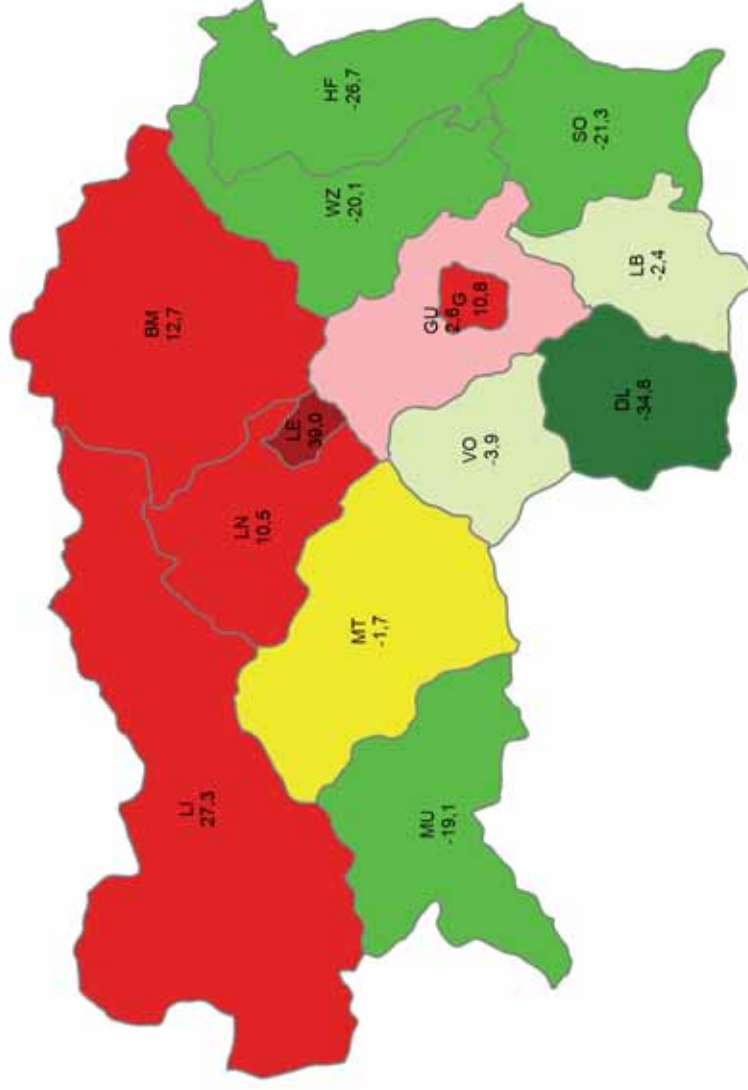 BM
12,7
LI
27,3
LN
10,5
LE
39,0
WZ
-20,1
HF
-26,7
MT
-1,7
MU
-19,1
GU
2,6
G
10,8
VO
-3,9
SO
-21,3
DL
-34,8
LB
-2,4